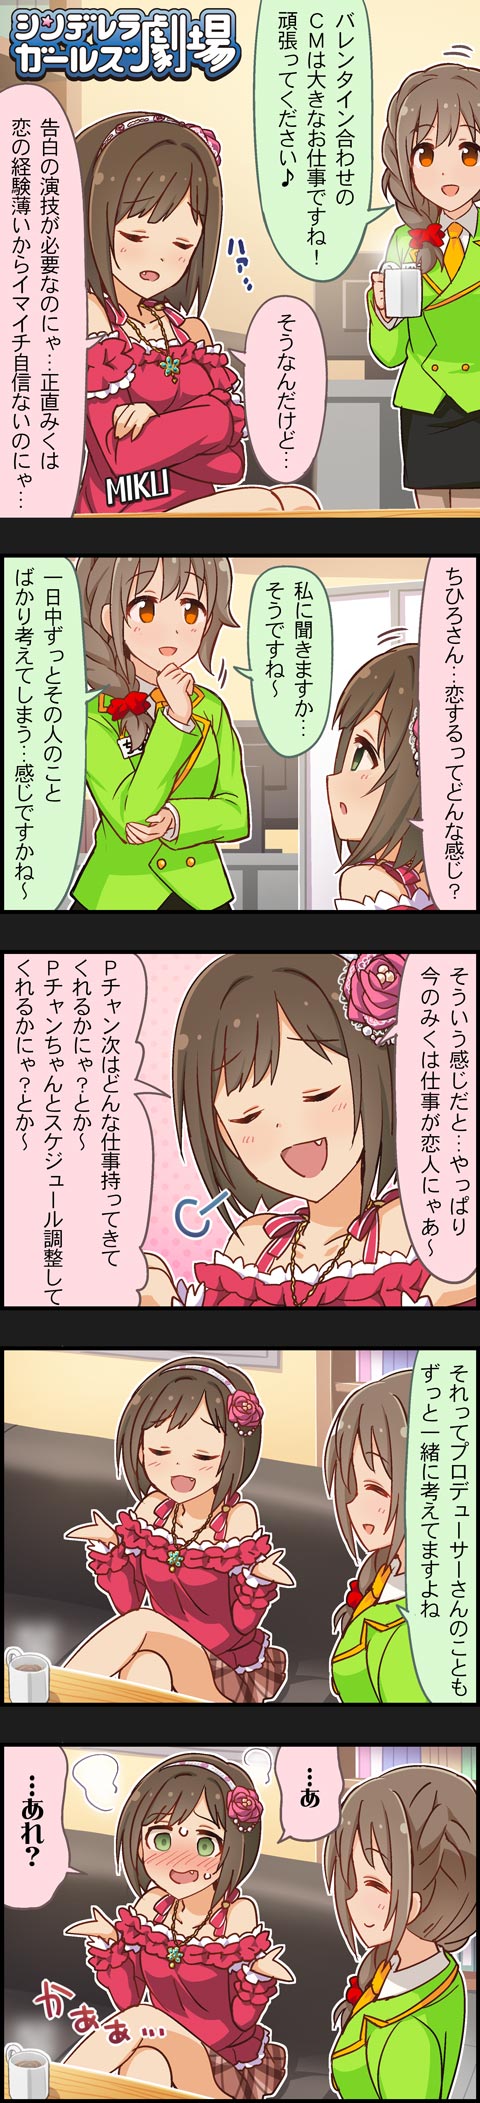 シンデレラ
ガールズ劇場
バレンタイン合わせの
ＣＭは大きなお仕事ですね！
頑張ってください♪
ハァ…
そうなんだけど…
告白の演技が必要なのにゃ…正直みくは
恋の経験薄いからイマイチ自信ないのにゃ…
MIKU
ちひろさん…恋するってどんな感じ？
私に聞きますか…
そうですね～
一日中ずっとその人のこと
ばかり考えてしまう…感じですかね～
ち
そういう感じだと…やっぱり
今のみくは仕事が恋人にゃあ～
Ｐチャン次はどんな仕事持ってきて
くれるかにゃ？とか～
Ｐチャンちゃんとスケジュール調整して
くれるかにゃ？とか～
それってプロデューサーさんのことも
ずっと一緒に考えてますよね
…あ
…あれ？
かぁぁぁ…